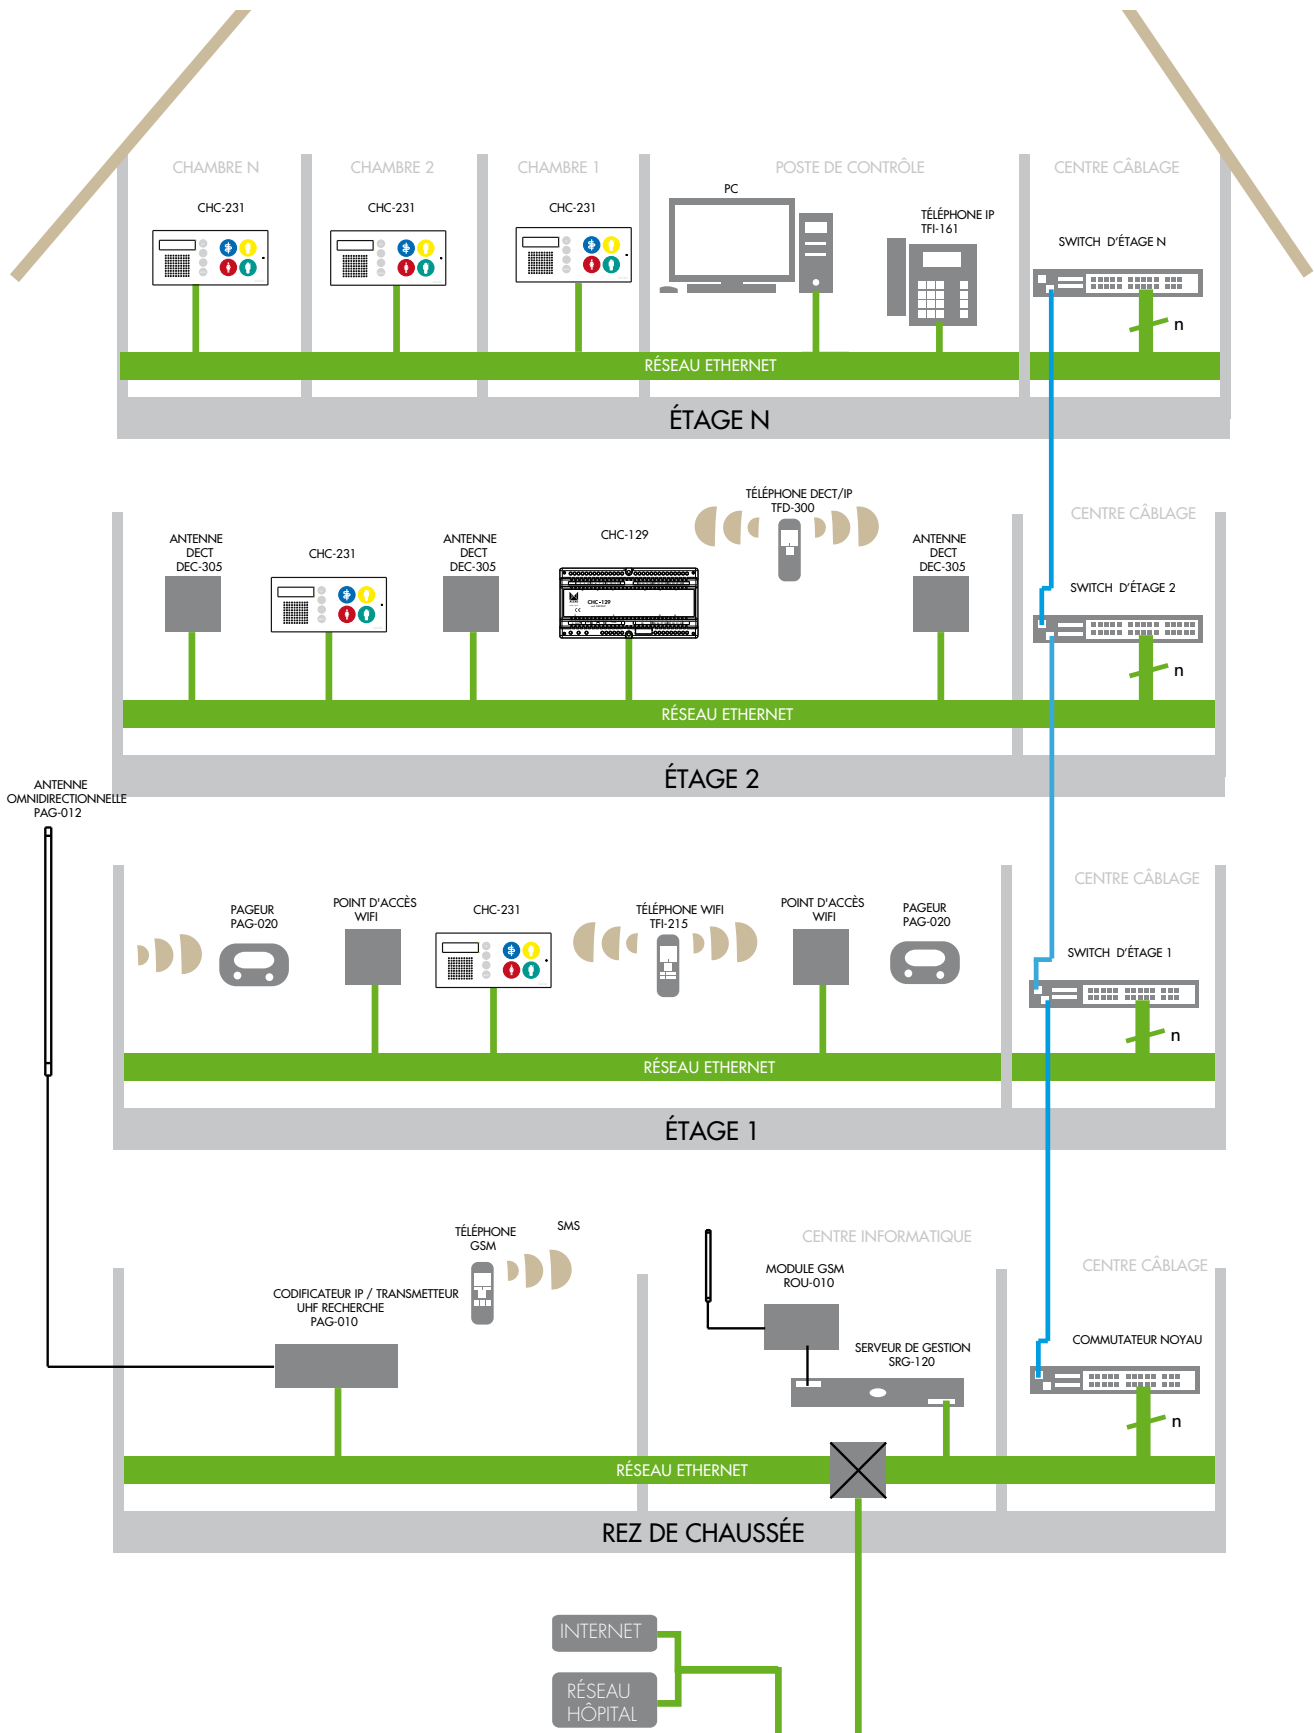 CHAMBRE N
CHAMBRE 2
CHAMBRE 1
POSTE DE CONTRÔLE
CENTRE CÂBLAGE
CHC-231
CHC-231
CHC-231
PC
TÉLÉPHONE IP
TFI-161
SWITCH D'ÉTAGE N
n
RÉSEAU ETHERNET
ÉTAGE N
TÉLÉPHONE DECT/IP
TFD-300
CENTRE CÂBLAGE
ANTENNE
DECT
DEC-305
CHC-231
ANTENNE
DECT
DEC-305
CHC-129
CHC-129
ANTENNE
DECT
DEC-305
SWITCH D'ÉTAGE 2
n
RÉSEAU ETHERNET
ÉTAGE 2
ANTENNE
OMNIDIRECTIONNELLE
PAG-012
CENTRE CÂBLAGE
PAGEUR
PAG-020
POINT D'ACCÈS
WIFI
CHC-231
TÉLÉPHONE WIFI
TFI-215
POINT D'ACCÈS
WIFI
PAGEUR
PAG-020
SWITCH D'ÉTAGE 1
n
RÉSEAU ETHERNET
ÉTAGE 1
TÉLÉPHONE
GSM
SMS
CENTRE INFORMATIQUE
CENTRE CÂBLAGE
MODULE GSM
ROU-010
CODIFICATEUR IP / TRANSMETTEUR
UHF RECHERCHE
PAG-010
SERVEUR DE GESTION
SRG-120
COMMUTATEUR NOYAU
n
RÉSEAU ETHERNET
REZ DE CHAUSSÉE
INTERNET
RÉSEAU
HÔPITAL